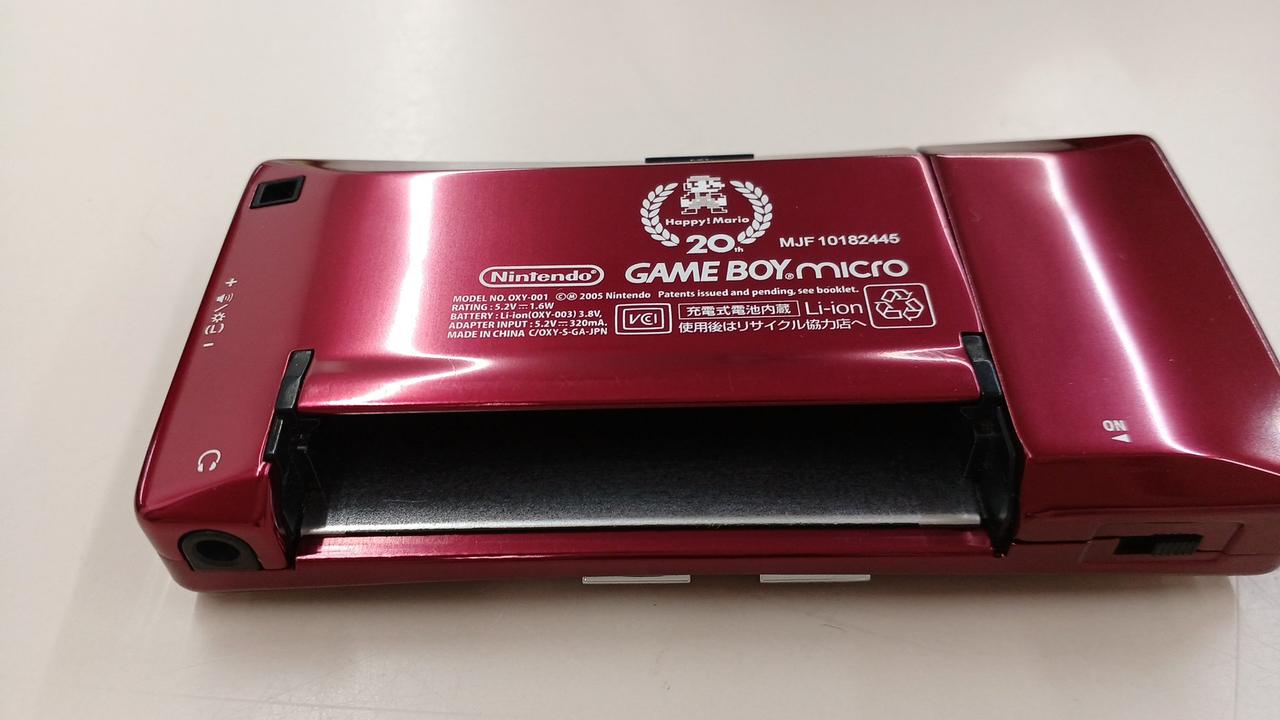 Happy! Mario
20th
MJF 10182445
Nintendo®
GAME BOY® micro
MODEL NO. OXY-001 ©Ⓜ 2005 Nintendo Patents issued and pending, see booklet.
RATING : 5.2V⎓1.6W
BATTERY : Li-ion(OXY-003) 3.8V,
ADAPTER INPUT : 5.2V⎓320mA.
MADE IN CHINA C/OXY-S-GA-JPN
VCI
充電式電池内蔵 Li-ion
使用後はリサイクル協力店へ
+
−
ON